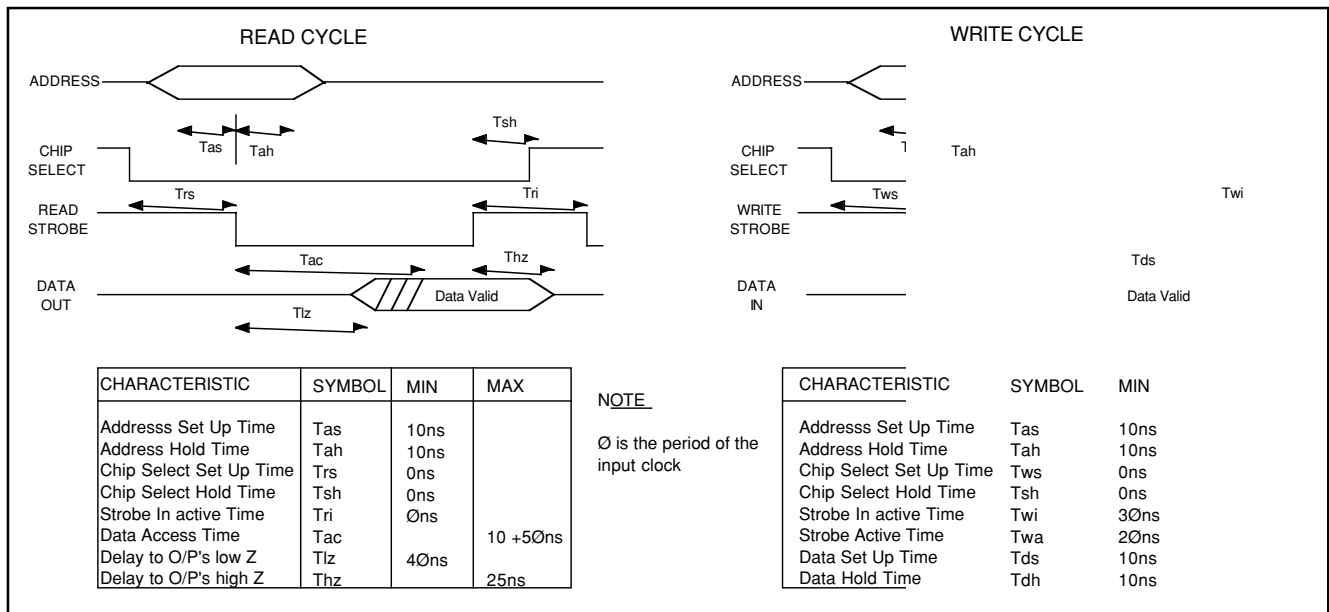 READ CYCLE
ADDRESS
Tsh
Tas
Tah
CHIP
SELECT
Trs
Tri
READ
STROBE
Tac
Thz
DATA
OUT
Data Valid
Tlz
WRITE CYCLE
ADDRESS
Tah
CHIP
SELECT
Tws
Twi
WRITE
STROBE
Tds
DATA
IN
Data Valid
CHARACTERISTIC SYMBOL MIN MAX
Addresss Set Up Time Tas 10ns
Address Hold Time Tah 10ns
Chip Select Set Up Time Trs 0ns
Chip Select Hold Time Tsh 0ns
Strobe In active Time Tri Øns
Data Access Time Tac 10 +5Øns
Delay to O/P's low Z Tlz 4Øns
Delay to O/P's high Z Thz 25ns
NOTE
Ø is the period of the
input clock
CHARACTERISTIC SYMBOL MIN
Addresss Set Up Time Tas 10ns
Address Hold Time Tah 10ns
Chip Select Set Up Time Tws 0ns
Chip Select Hold Time Tsh 0ns
Strobe In active Time Twi 3Øns
Strobe Active Time Twa 2Øns
Data Set Up Time Tds 10ns
Data Hold Time Tdh 10ns